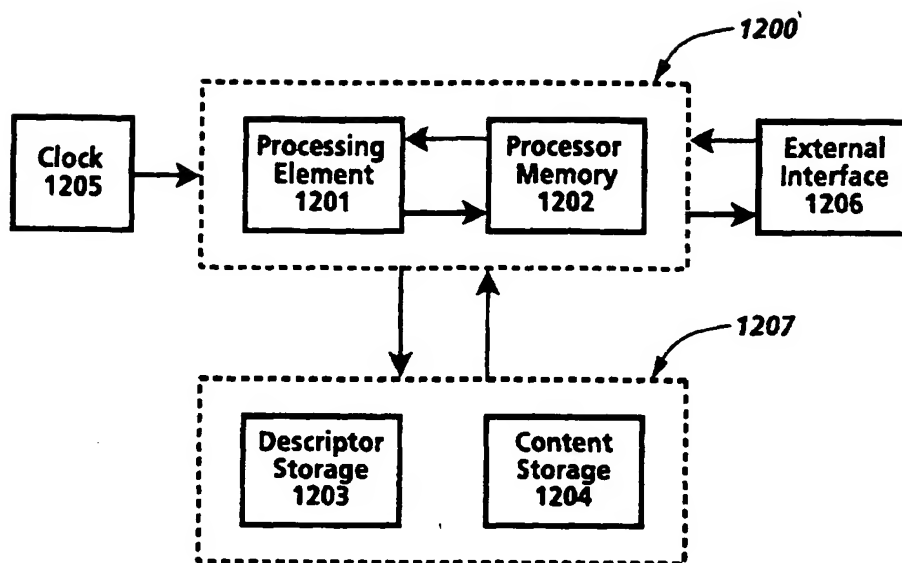 1200
Clock
1205
Processing
Element
1201
Processor
Memory
1202
External
Interface
1206
1207
Descriptor
Storage
1203
Content
Storage
1204